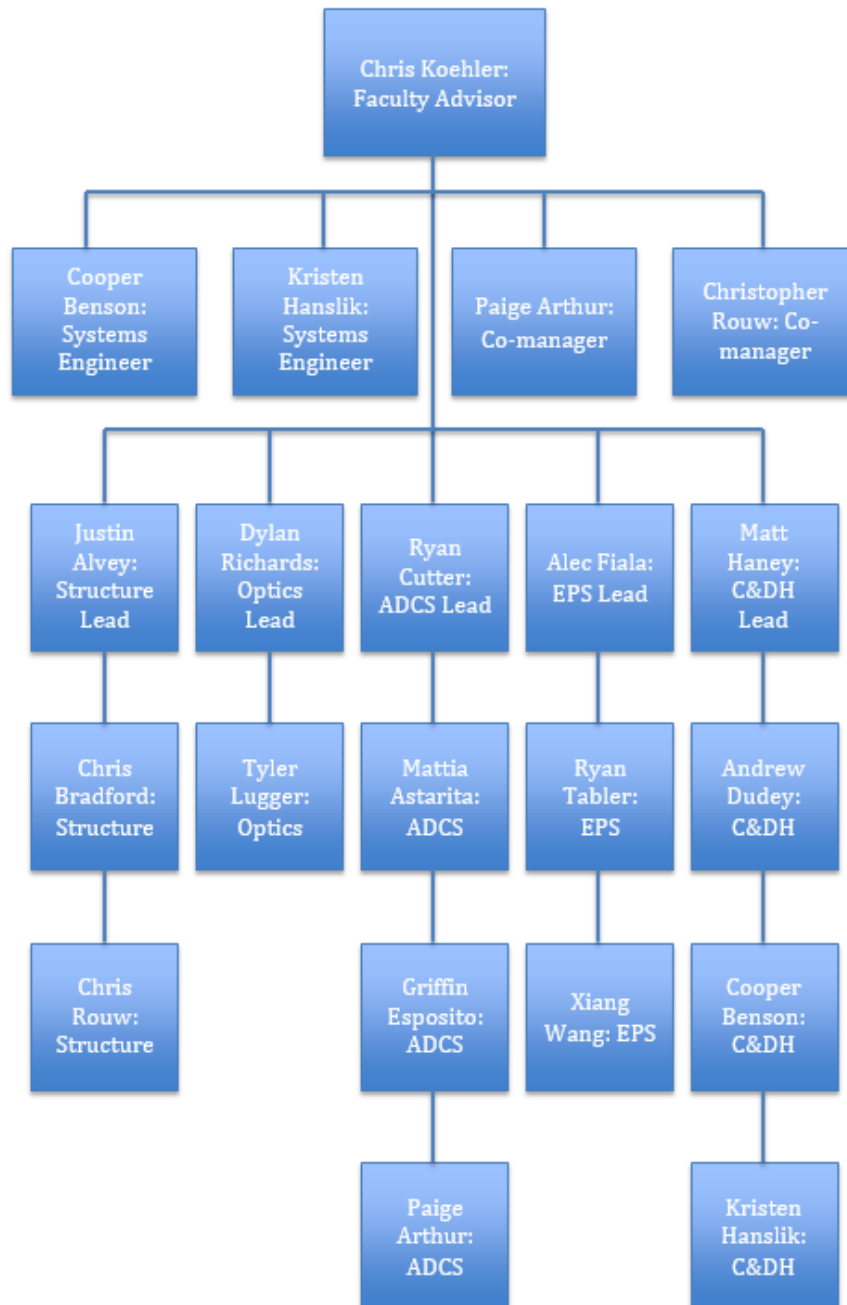 Chris Koehler:
Faculty Advisor
Cooper
Benson:
Systems
Engineer
Kristen
Hanslik:
Systems
Engineer
Paige Arthur:
Co-manager
Christopher
Rouw: Co-
manager
Justin
Alvey:
Structure
Lead
Dylan
Richards:
Optics
Lead
Ryan
Cutter:
ADCS Lead
Alec Fiala:
EPS Lead
Matt
Haney:
C&DH
Lead
Chris
Bradford:
Structure
Tyler
Lugger:
Optics
Mattia
Astarita:
ADCS
Ryan
Tabler:
EPS
Andrew
Dudey:
C&DH
Chris
Rouw:
Structure
Griffin
Esposito:
ADCS
Xiang
Wang: EPS
Cooper
Benson:
C&DH
Paige
Arthur:
ADCS
Kristen
Hanslik:
C&DH